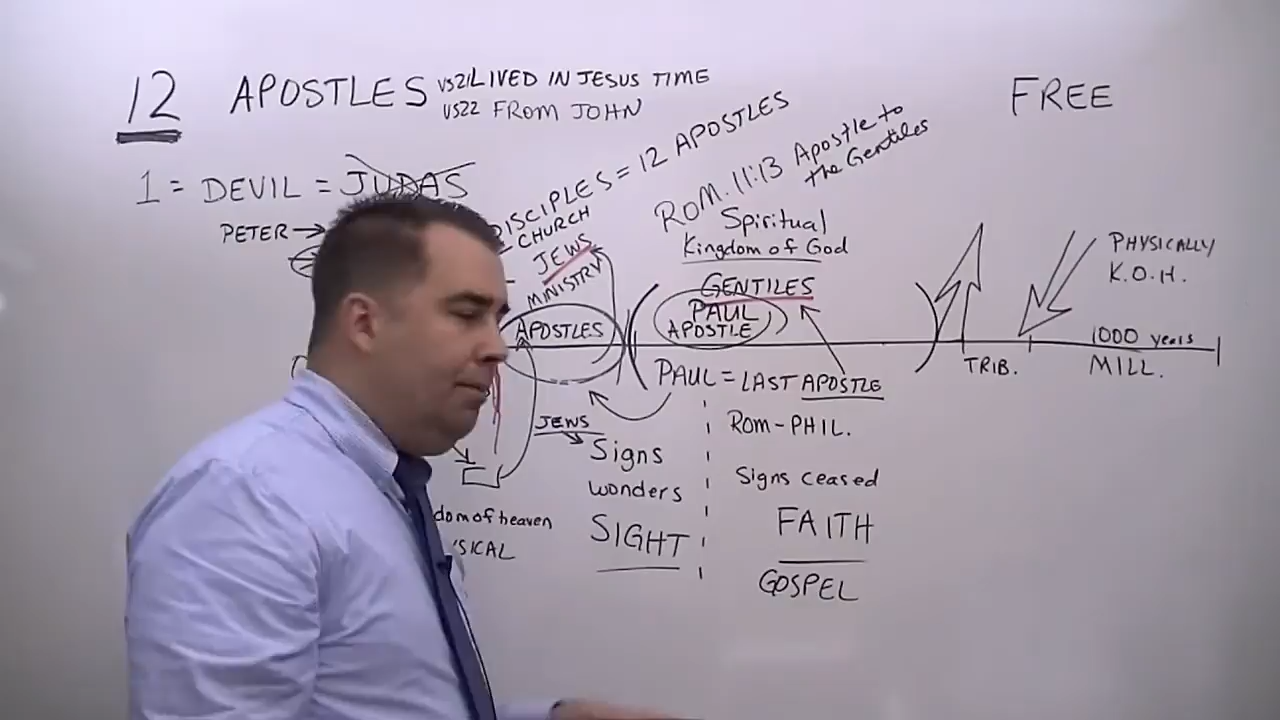 12 APOSTLES VS21 LIVED IN JESUS TIME
VS22 FROM JOHN
FREE
1 = DEVIL = JUDAS
PETER
DISCIPLES = 12 APOSTLES
CHURCH
JEWS
MINISTRY
APOSTLES
ROM. 11:13 Apostle to
the Gentiles
Spiritual
Kingdom of God
GENTILES
PAUL
APOSTLE
PHYSICALLY
K.O.H.
1000 years
TRIB.
MILL.
PAUL = LAST APOSTLE
ROM-PHIL.
JEWS
Signs
wonders
SIGHT
Signs ceased
FAITH
GOSPEL
dom of heaven
SICAL